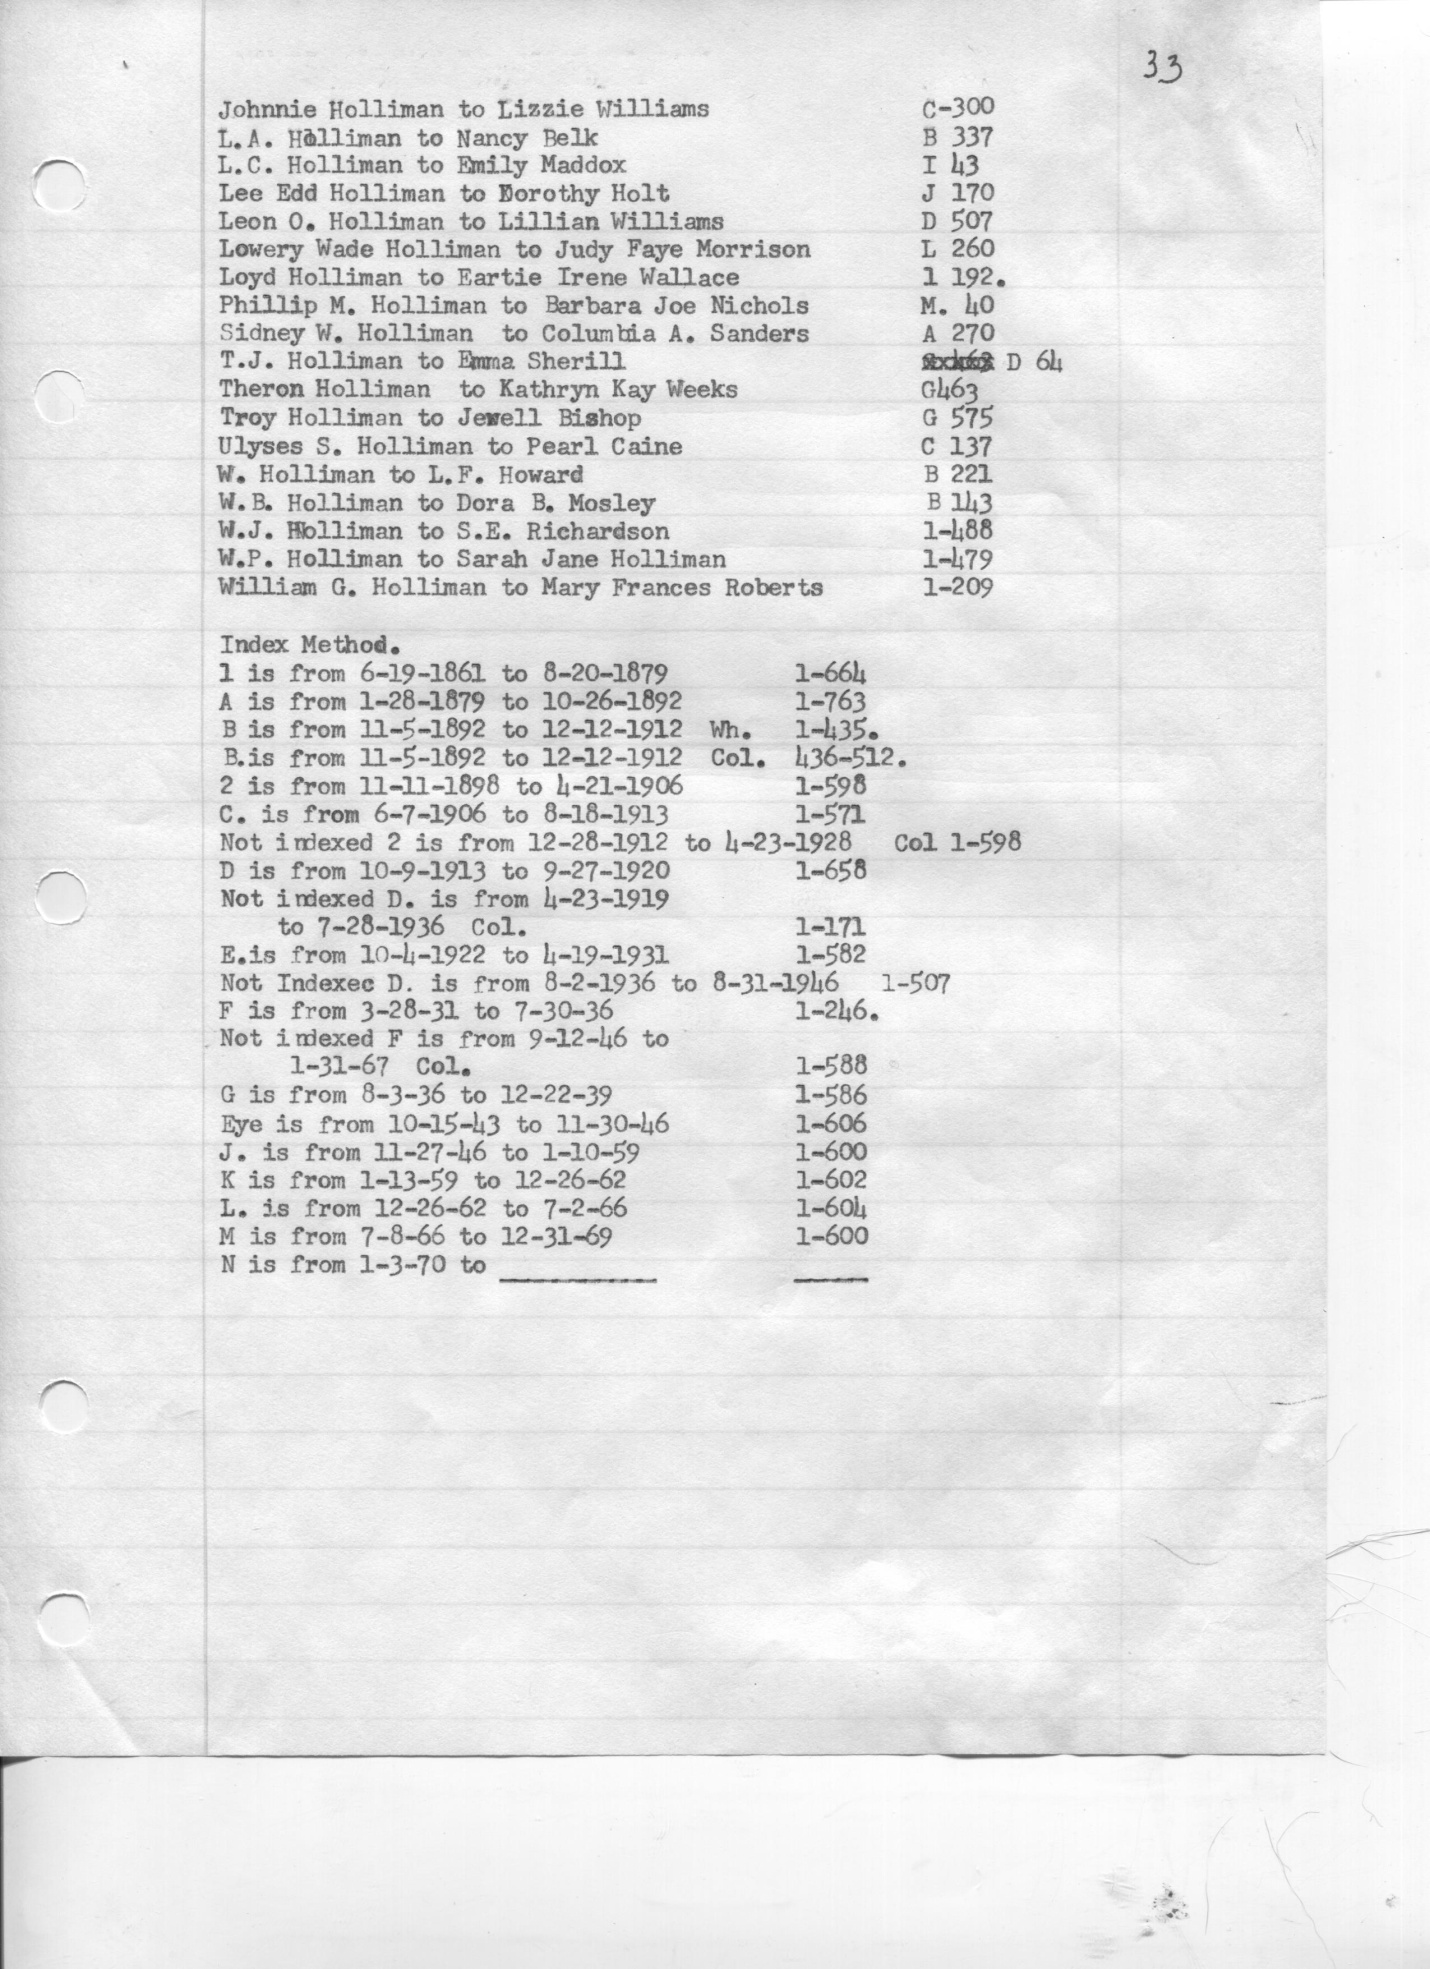 33
Johnnie Holliman to Lizzie Williams C-300
L.A. Holliman to Nancy Belk B 337
L.C. Holliman to Emily Maddox I 43
Lee Edd Holliman to Dorothy Holt J 170
Leon O. Holliman to Lillian Williams D 507
Lowery Wade Holliman to Judy Faye Morrison L 260
Loyd Holliman to Eartie Irene Wallace 1 192.
Phillip M. Holliman to Barbara Joe Nichols M. 40
Sidney W. Holliman to Columbia A. Sanders A 270
T.J. Holliman to Emma Sherill D 64
Theron Holliman to Kathryn Kay Weeks G463
Troy Holliman to Jewell Bishop G 575
Ulyses S. Holliman to Pearl Caine C 137
W. Holliman to L.F. Howard B 221
W.B. Holliman to Dora B. Mosley B 143
W.J. Holliman to S.E. Richardson 1-488
W.P. Holliman to Sarah Jane Holliman 1-479
William G. Holliman to Mary Frances Roberts 1-209
Index Method.
1 is from 6-19-1861 to 8-20-1879 1-664
A is from 1-28-1879 to 10-26-1892 1-763
B is from 11-5-1892 to 12-12-1912 Wh. 1-435.
B.is from 11-5-1892 to 12-12-1912 Col. 436-512.
2 is from 11-11-1898 to 4-21-1906 1-598
C. is from 6-7-1906 to 8-18-1913 1-571
Not indexed 2 is from 12-28-1912 to 4-23-1928 Col 1-598
D is from 10-9-1913 to 9-27-1920 1-658
Not indexed D. is from 4-23-1919
to 7-28-1936 Col. 1-171
E.is from 10-4-1922 to 4-19-1931 1-582
Not Indexec D. is from 8-2-1936 to 8-31-1946 1-507
F is from 3-28-31 to 7-30-36 1-246.
Not indexed F is from 9-12-46 to
1-31-67 Col. 1-588
G is from 8-3-36 to 12-22-39 1-586
Eye is from 10-15-43 to 11-30-46 1-606
J. is from 11-27-46 to 1-10-59 1-600
K is from 1-13-59 to 12-26-62 1-602
L. is from 12-26-62 to 7-2-66 1-604
M is from 7-8-66 to 12-31-69 1-600
N is from 1-3-70 to ___________ _____